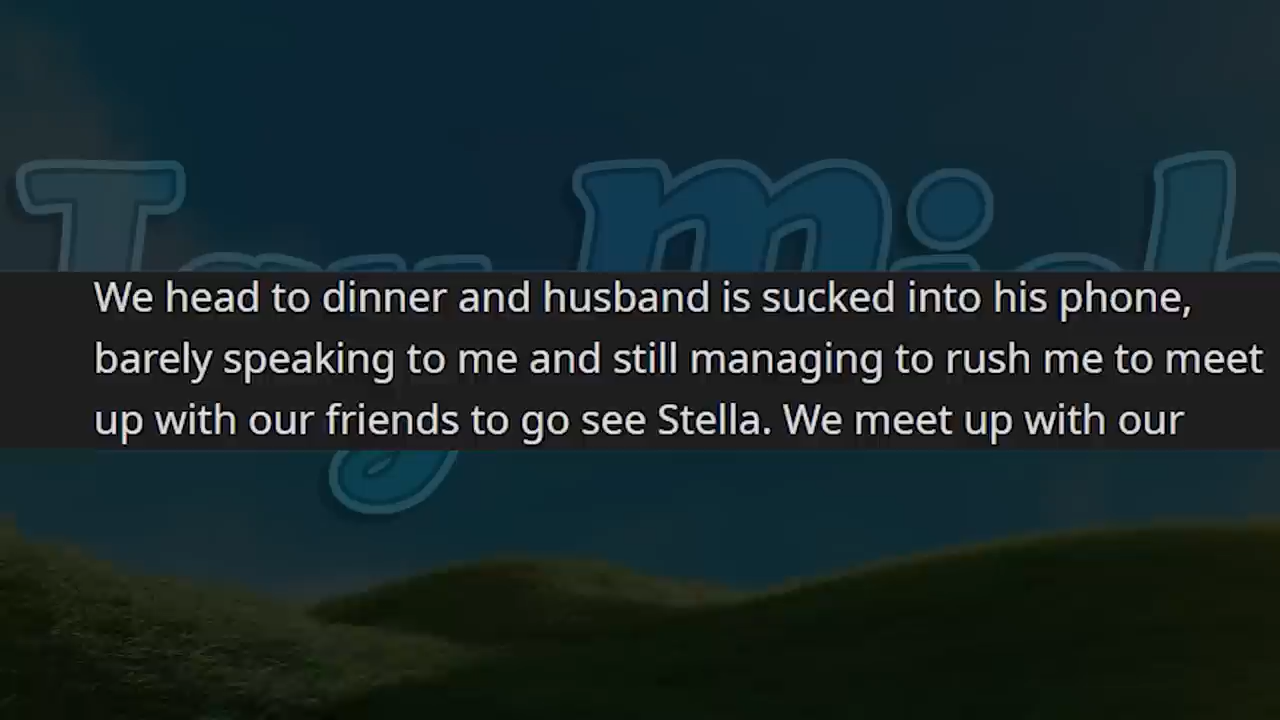 We head to dinner and husband is sucked into his phone,
barely speaking to me and still managing to rush me to meet
up with our friends to go see Stella. We meet up with our